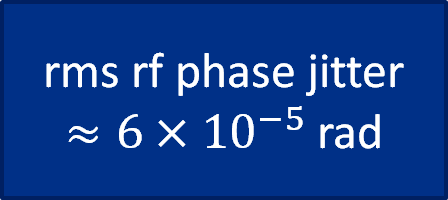 rms rf phase jitter
≈ 6 × 10⁻⁵ rad